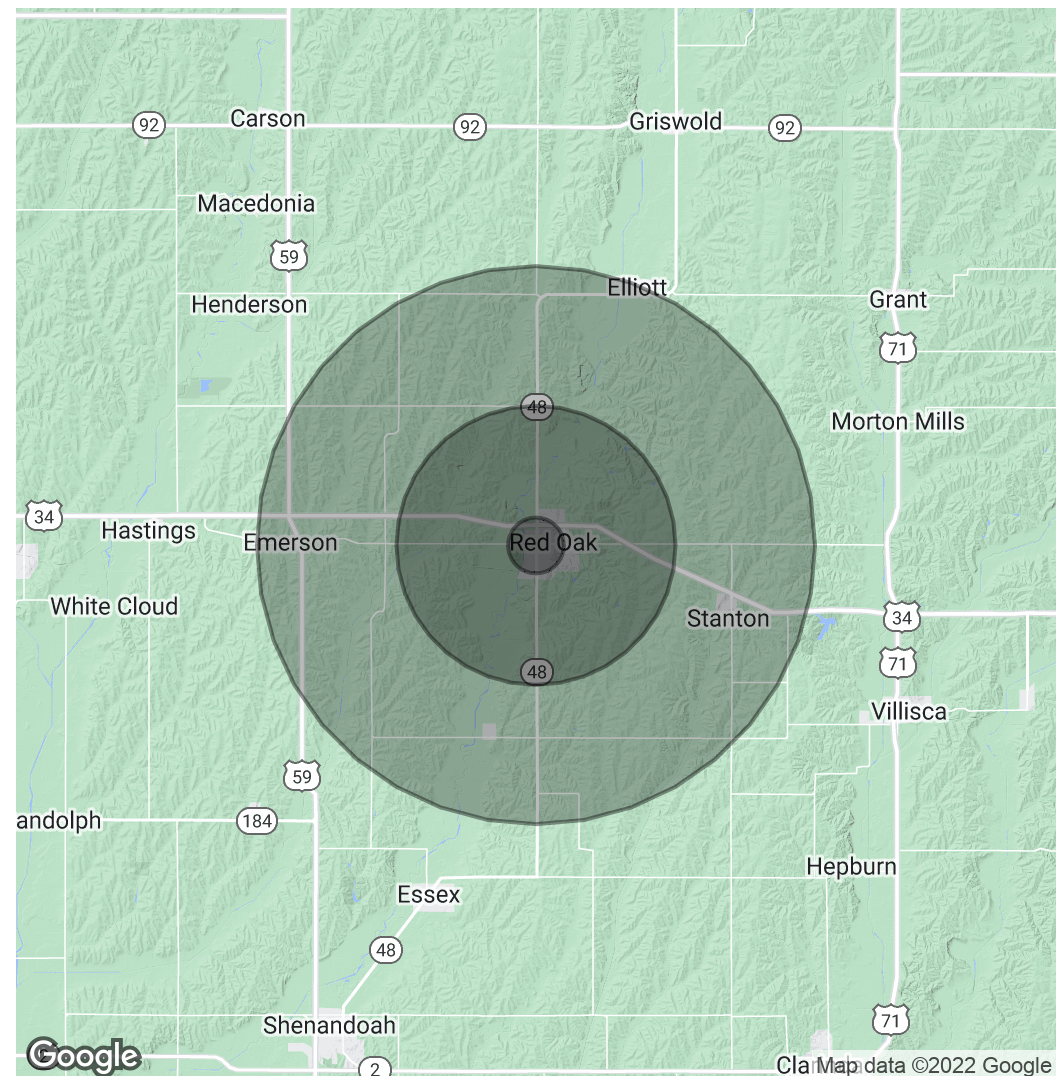 Carson
Griswold
92
92
92
Macedonia
59
Elliott
Henderson
Grant
71
48
Morton Mills
34
Hastings
Emerson
Red Oak
White Cloud
Stanton
34
48
71
Villisca
59
andolph
184
Hepburn
Essex
48
Shenandoah
71
Google
2
Map data ©2022 Google